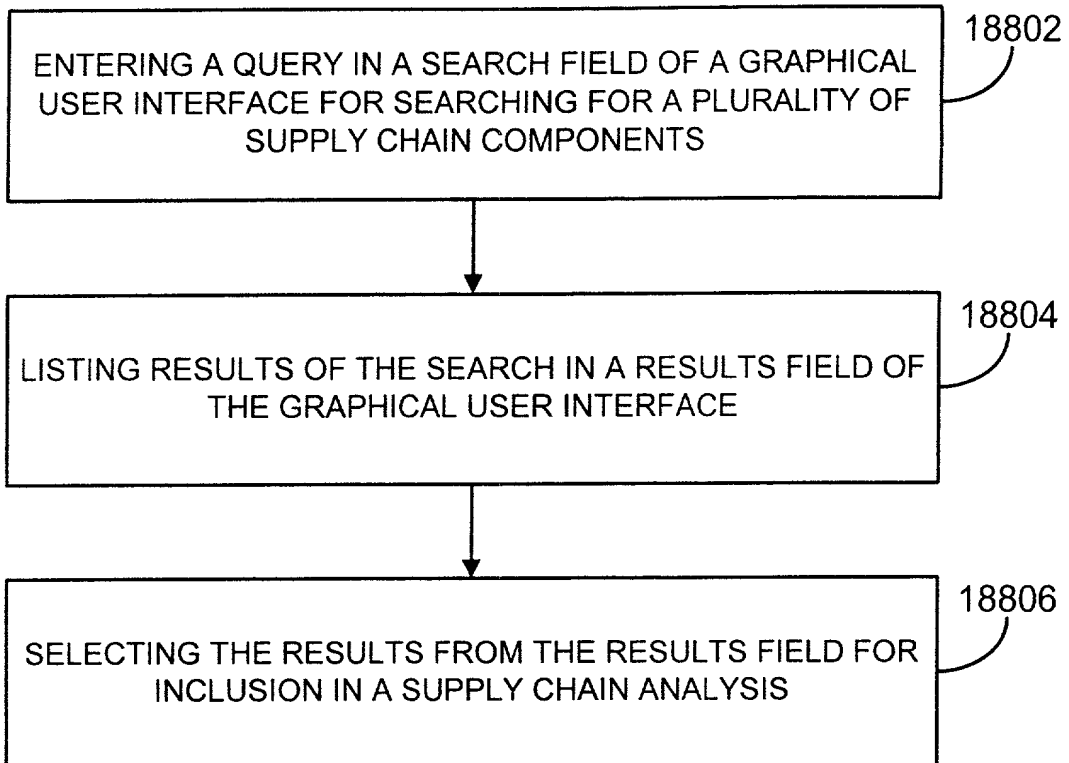 18802
ENTERING A QUERY IN A SEARCH FIELD OF A GRAPHICAL
USER INTERFACE FOR SEARCHING FOR A PLURALITY OF
SUPPLY CHAIN COMPONENTS
18804
LISTING RESULTS OF THE SEARCH IN A RESULTS FIELD OF
THE GRAPHICAL USER INTERFACE
18806
SELECTING THE RESULTS FROM THE RESULTS FIELD FOR
INCLUSION IN A SUPPLY CHAIN ANALYSIS